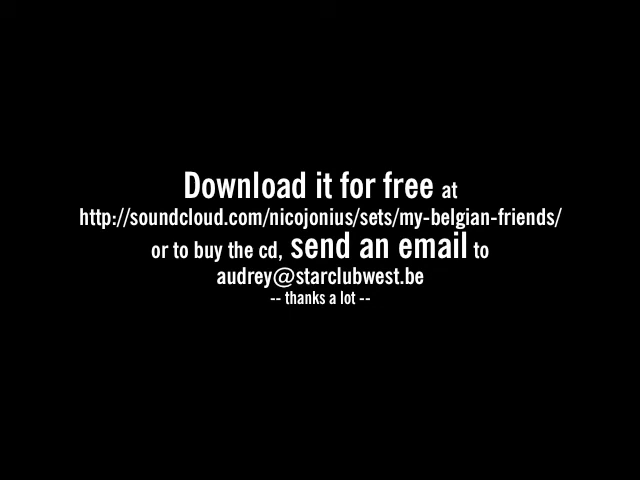 Download it for free at
http://soundcloud.com/nicojonius/sets/my-belgian-friends/
or to buy the cd, send an email to
audrey@starclubwest.be
-- thanks a lot --